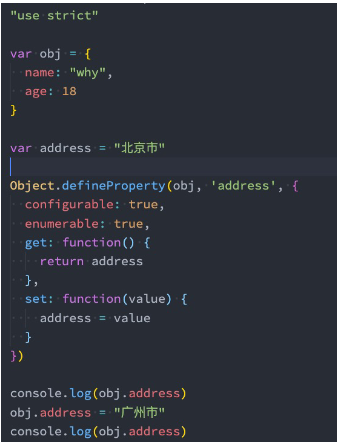 "use strict"
var obj = {
  name: "why",
  age: 18
}
var address = "北京市"
Object.defineProperty(obj, 'address', {
  configurable: true,
  enumerable: true,
  get: function() {
    return address
  },
  set: function(value) {
    address = value
  }
})
console.log(obj.address)
obj.address = "广州市"
console.log(obj.address)